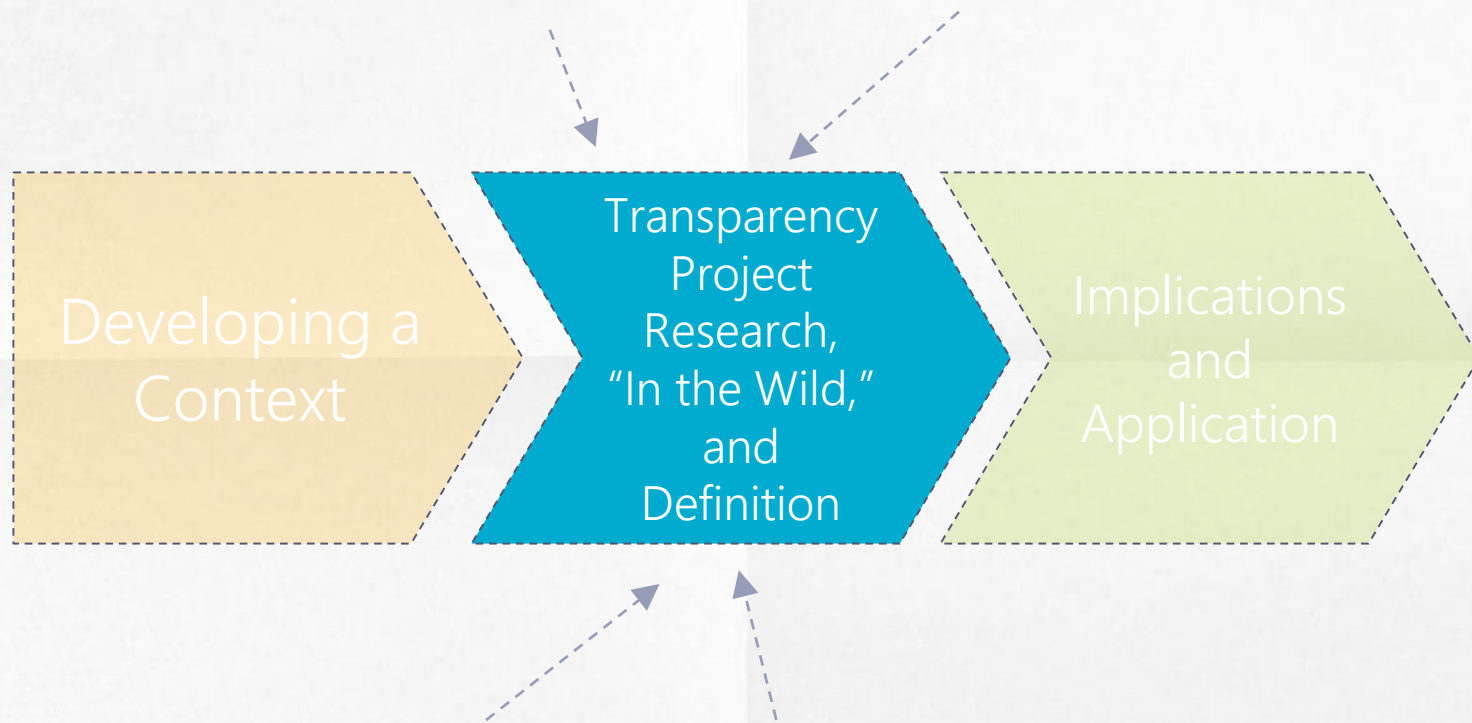 Developing a
Context
Transparency
Project
Research,
“In the Wild,”
and
Definition
Implications
and
Application